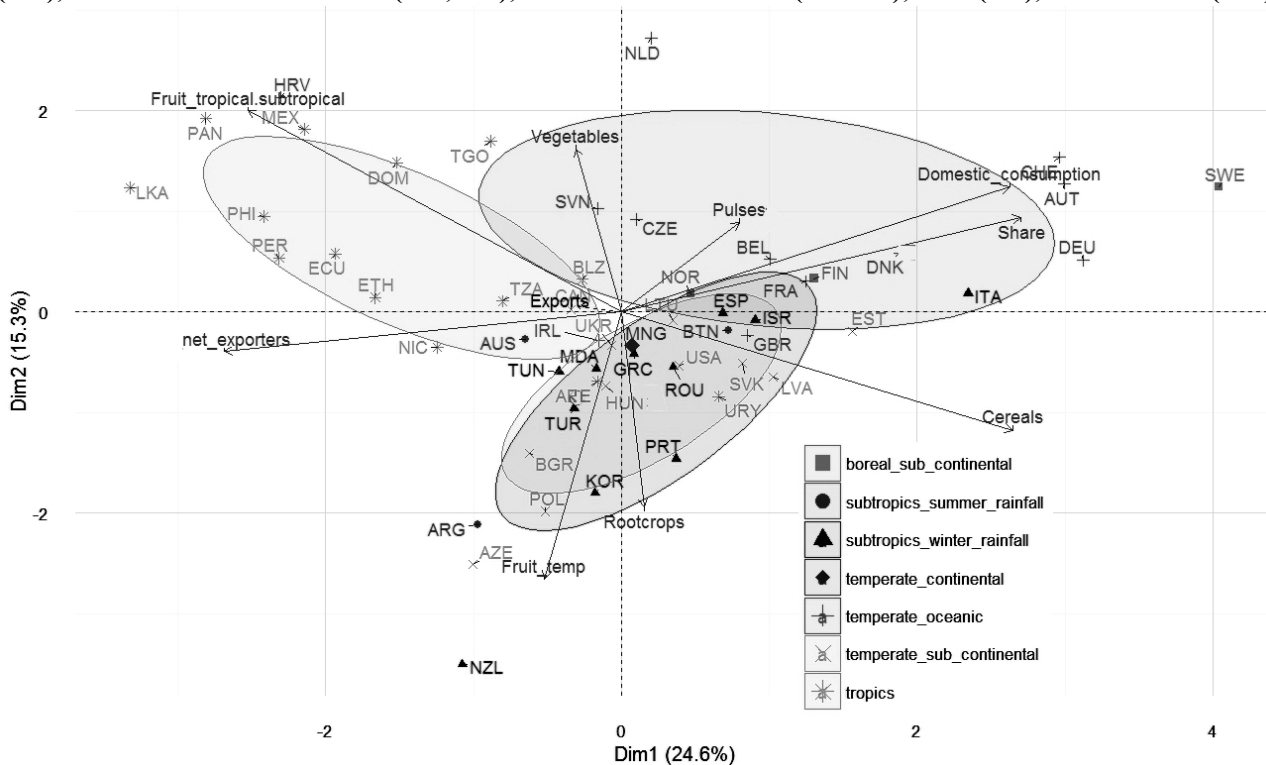 NLD
2
HRV
Fruit_tropical.subtropical
PAN
MEX
TGO
Vegetables
DOM
Domestic_consumption
CHE
SWE
LKA
AUT
SVN
Pulses
PHI
CZE
Share
PER
BEL
DEU
ECU
BLZ
DNK
ETH
TZA
NOR
FIN
FRA
ITA
Exports
ESP
0
IRL
UKR
MNG
BTN
ISR
EST
net_exporters
AUS
GBR
NIC
MDA
USA
TUN
GRC
ROU
SVK
LVA
HUN
URY
TUR
Cereals
PRT
BGR
KOR
POL
-2
ARG
Rootcrops
AZE
Fruit_temp
NZL
boreal_sub_continental
subtropics_summer_rainfall
subtropics_winter_rainfall
temperate_continental
a temperate_oceanic
a temperate_sub_continental
a tropics
-2 0 2 4
Dim1 (24.6%)
Dim2 (15.3%)